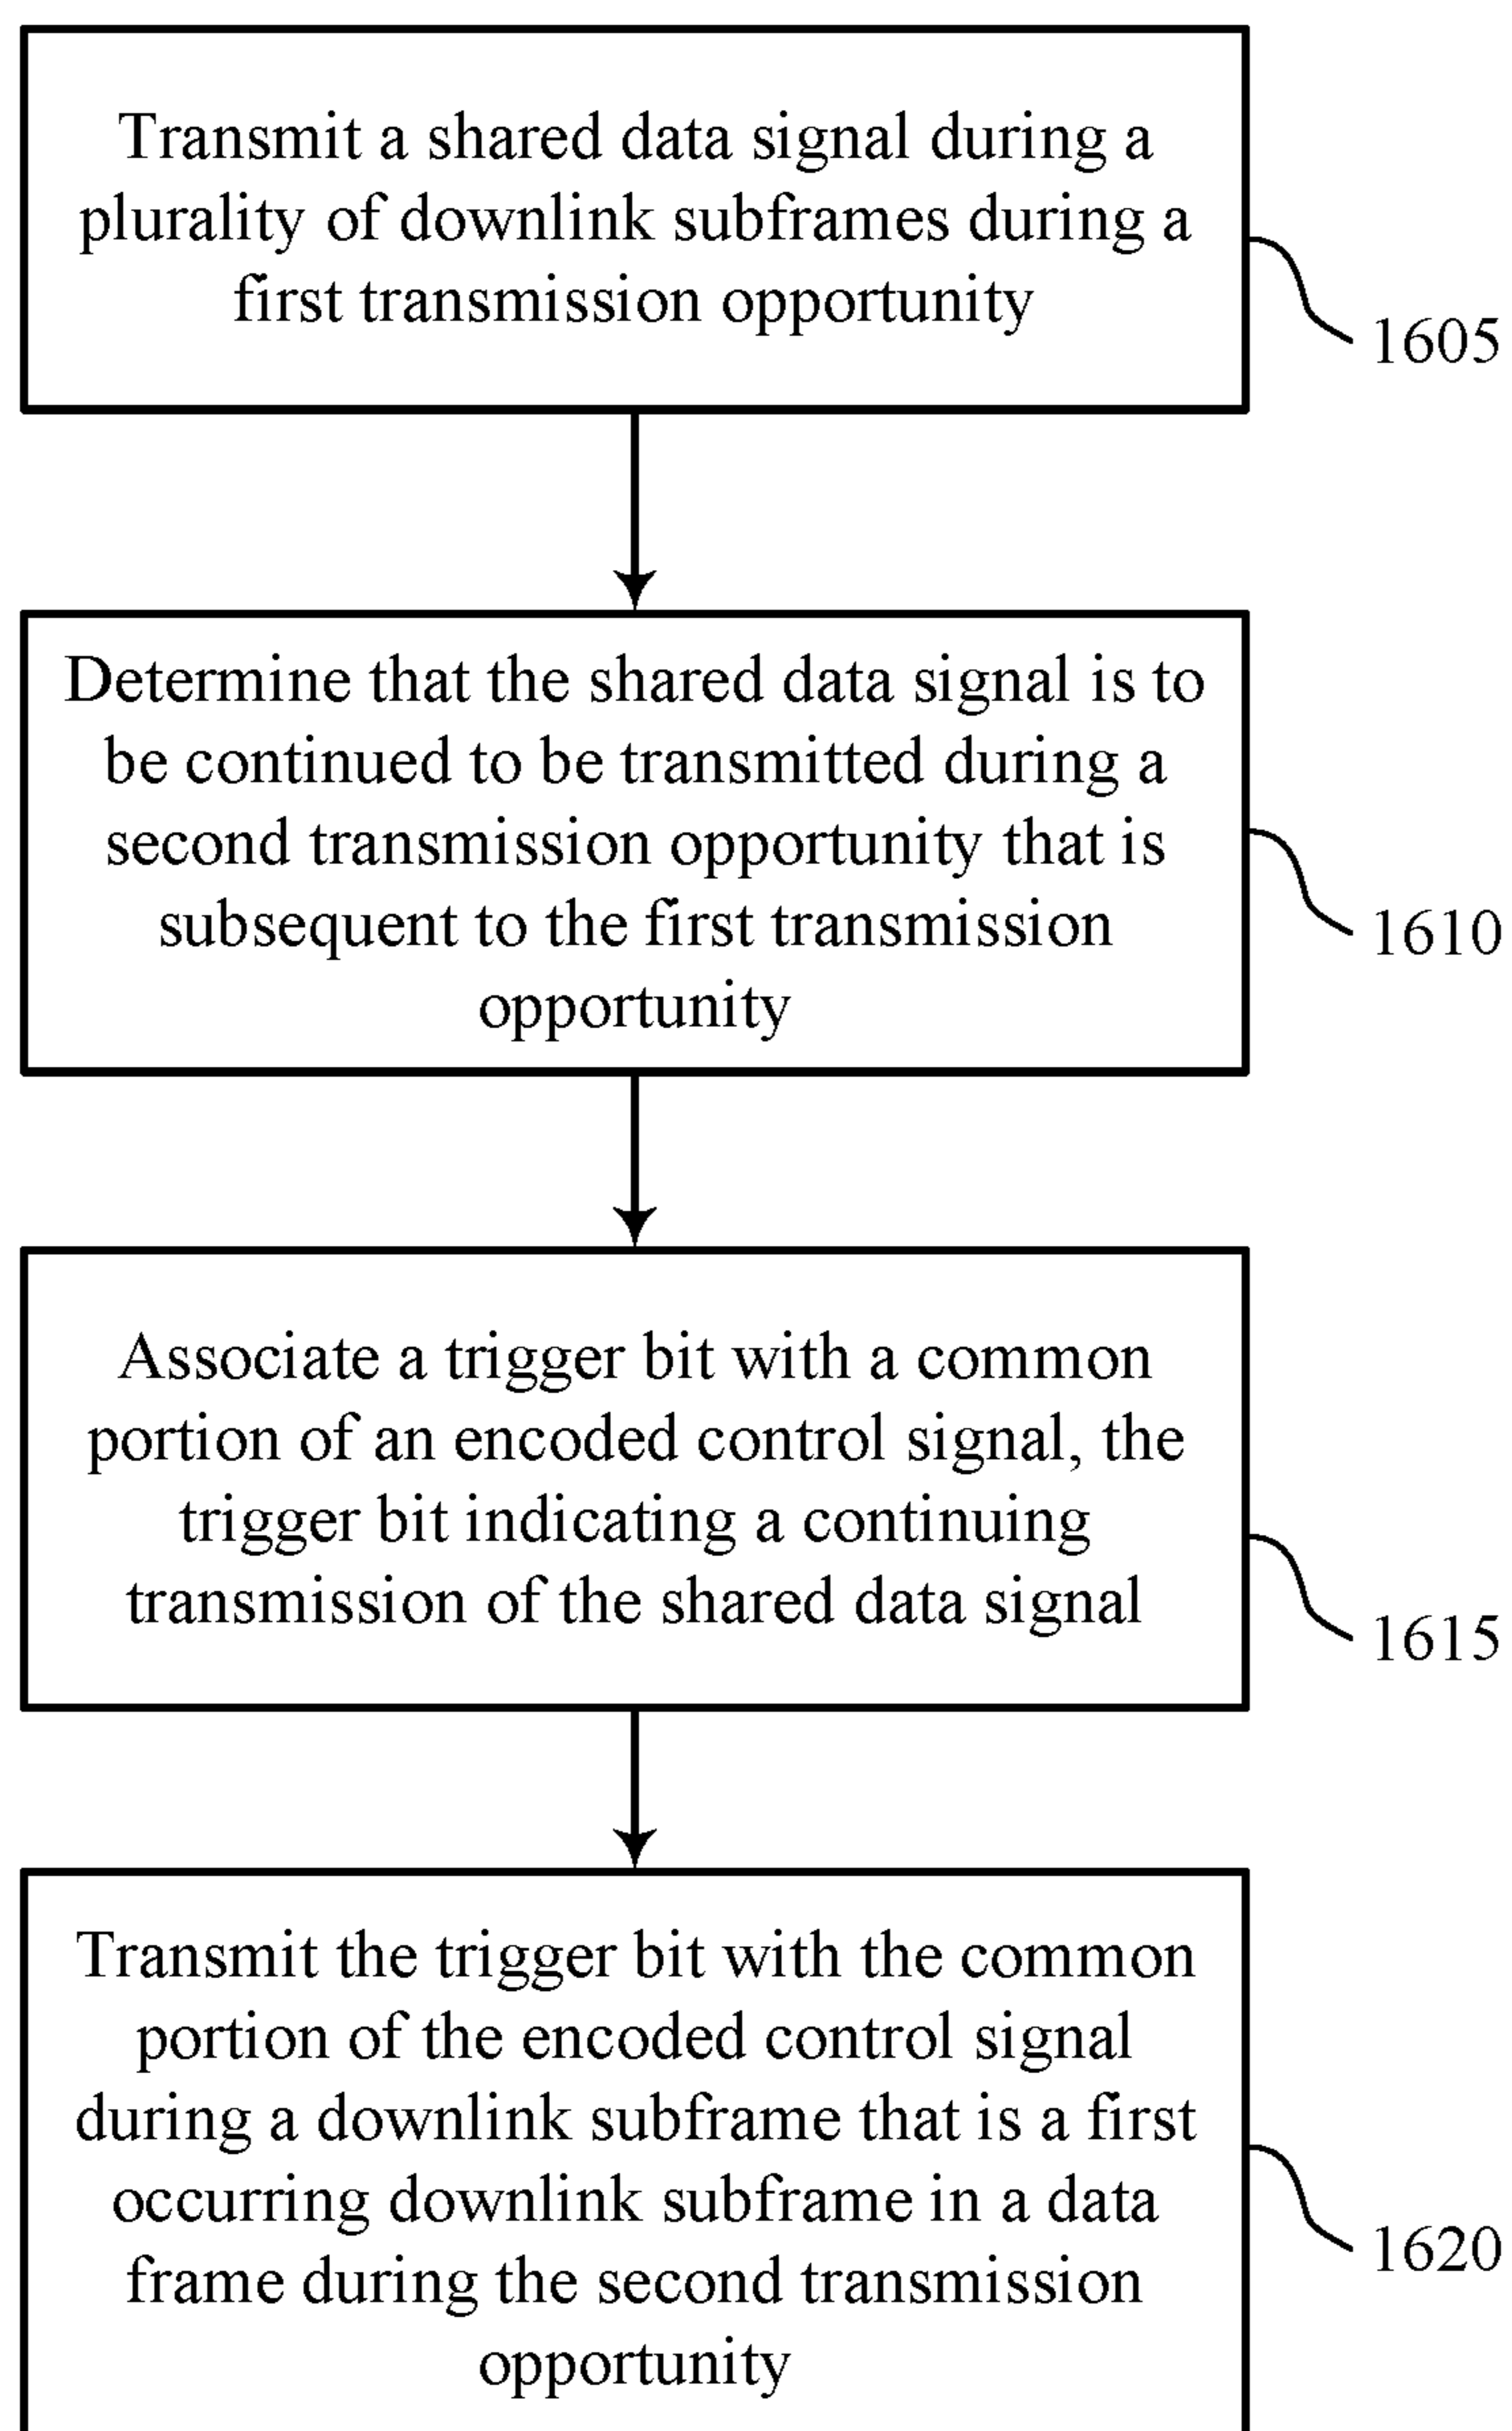 Transmit a shared data signal during a
plurality of downlink subframes during a
first transmission opportunity
1605
Determine that the shared data signal is to
be continued to be transmitted during a
second transmission opportunity that is
subsequent to the first transmission
opportunity
1610
Associate a trigger bit with a common
portion of an encoded control signal, the
trigger bit indicating a continuing
transmission of the shared data signal
1615
Transmit the trigger bit with the common
portion of the encoded control signal
during a downlink subframe that is a first
occurring downlink subframe in a data
frame during the second transmission
opportunity
1620